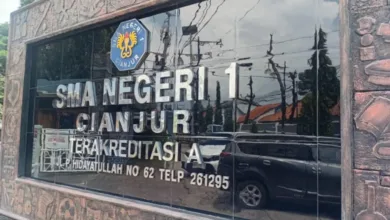 SMA NEGERI 1
CIANJUR
TERAKREDITASI A
JL. P. HIDAYATULLAH NO 62 TELP 261295